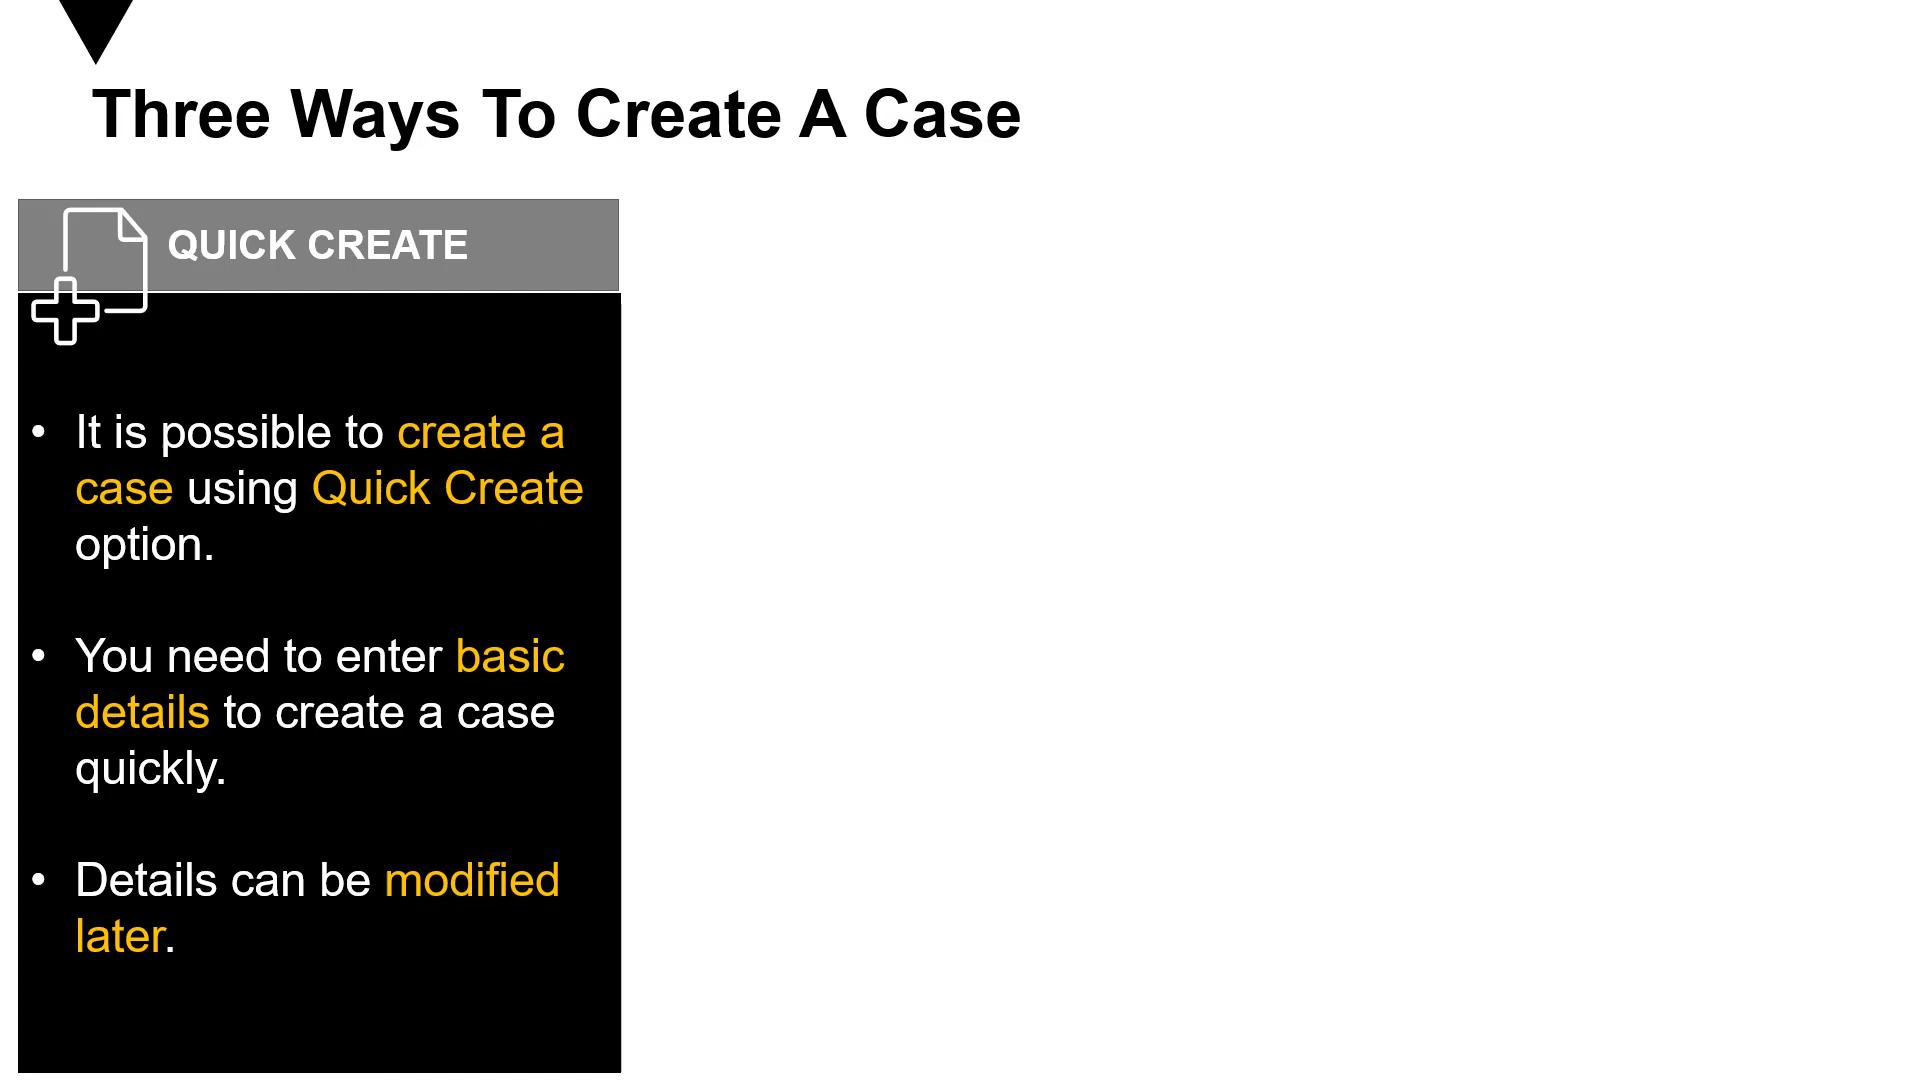 Three Ways To Create A Case
QUICK CREATE
• It is possible to create a
case using Quick Create
option.
• You need to enter basic
details to create a case
quickly.
• Details can be modified
later.